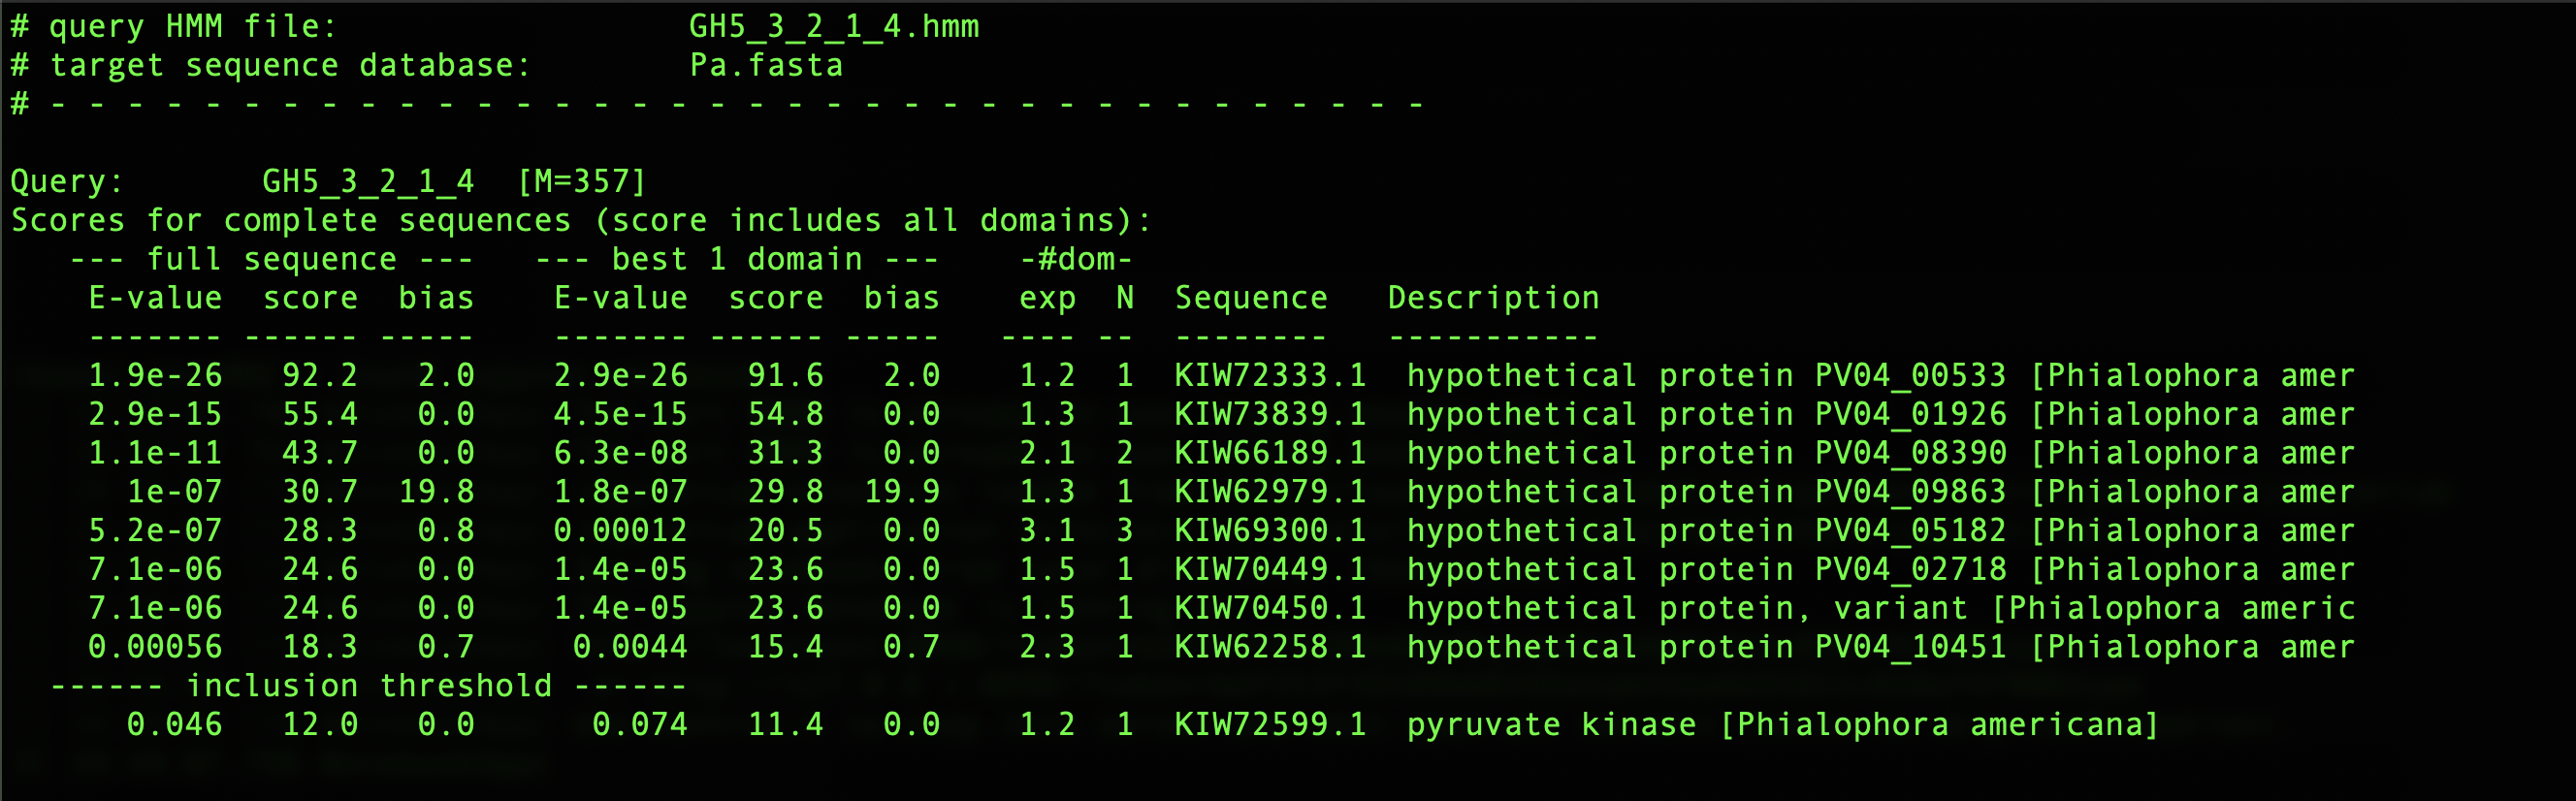 # query HMM file:                  GH5_3_2_1_4.hmm
# target sequence database:        Pa.fasta
# - - - - - - - - - - - - - - - - - - - - - - - - - - - - - - - - - - - -
Query:       GH5_3_2_1_4  [M=357]
Scores for complete sequences (score includes all domains):
   --- full sequence ---   --- best 1 domain ---    -#dom-
    E-value  score  bias    E-value  score  bias    exp  N  Sequence   Description
    ------- ------ -----    ------- ------ -----   ---- --  --------   -----------
    1.9e-26   92.2   2.0    2.9e-26   91.6   2.0    1.2  1  KIW72333.1  hypothetical protein PV04_00533 [Phialophora amer
    2.9e-15   55.4   0.0    4.5e-15   54.8   0.0    1.3  1  KIW73839.1  hypothetical protein PV04_01926 [Phialophora amer
    1.1e-11   43.7   0.0    6.3e-08   31.3   0.0    2.1  2  KIW66189.1  hypothetical protein PV04_08390 [Phialophora amer
      1e-07   30.7  19.8    1.8e-07   29.8  19.9    1.3  1  KIW62979.1  hypothetical protein PV04_09863 [Phialophora amer
    5.2e-07   28.3   0.8    0.00012   20.5   0.0    3.1  3  KIW69300.1  hypothetical protein PV04_05182 [Phialophora amer
    7.1e-06   24.6   0.0    1.4e-05   23.6   0.0    1.5  1  KIW70449.1  hypothetical protein PV04_02718 [Phialophora amer
    7.1e-06   24.6   0.0    1.4e-05   23.6   0.0    1.5  1  KIW70450.1  hypothetical protein, variant [Phialophora americ
    0.00056   18.3   0.7     0.0044   15.4   0.7    2.3  1  KIW62258.1  hypothetical protein PV04_10451 [Phialophora amer
  ------ inclusion threshold ------
      0.046   12.0   0.0      0.074   11.4   0.0    1.2  1  KIW72599.1  pyruvate kinase [Phialophora americana]